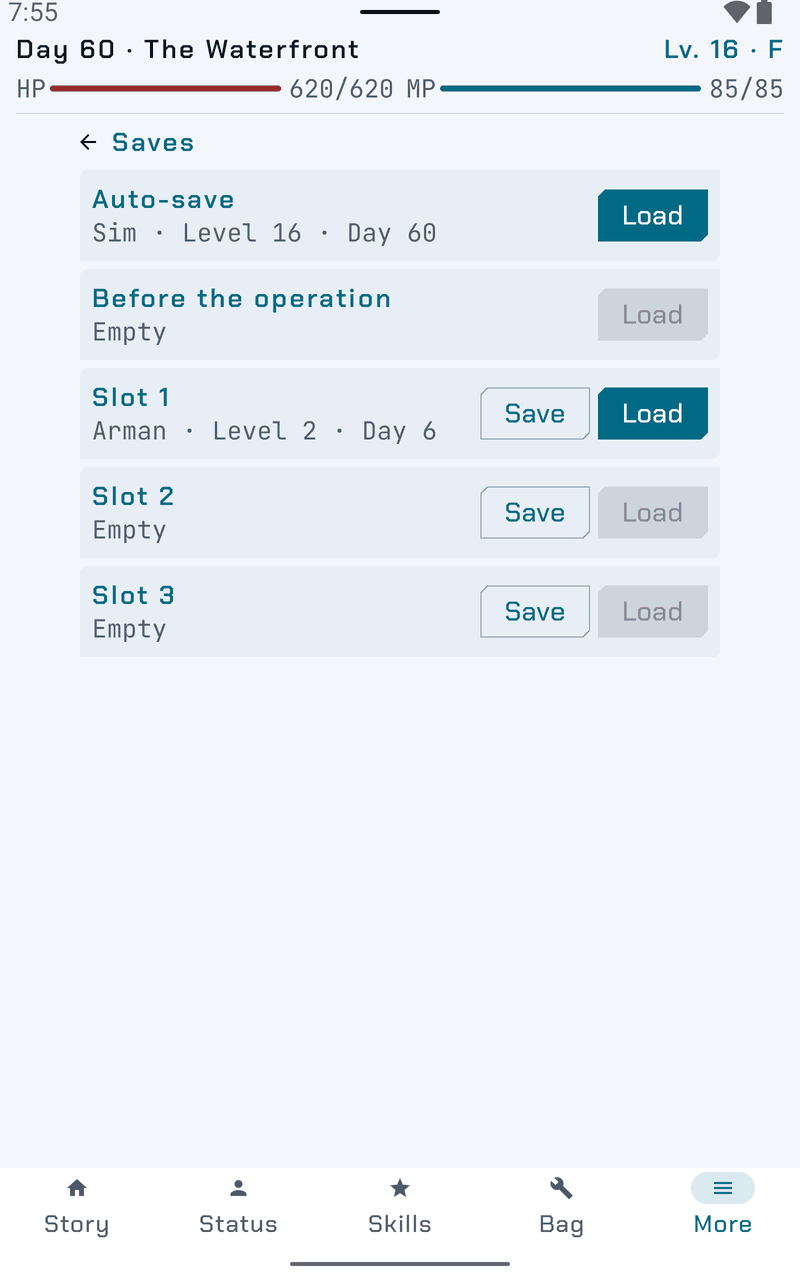 7:55
Day 60 · The Waterfront Lv. 16 · F
HP 620/620 MP 85/85
Saves
Auto-save
Sim · Level 16 · Day 60
Load
Before the operation
Empty
Load
Slot 1
Arman · Level 2 · Day 6
Save Load
Slot 2
Empty
Save Load
Slot 3
Empty
Save Load
Story Status Skills Bag More